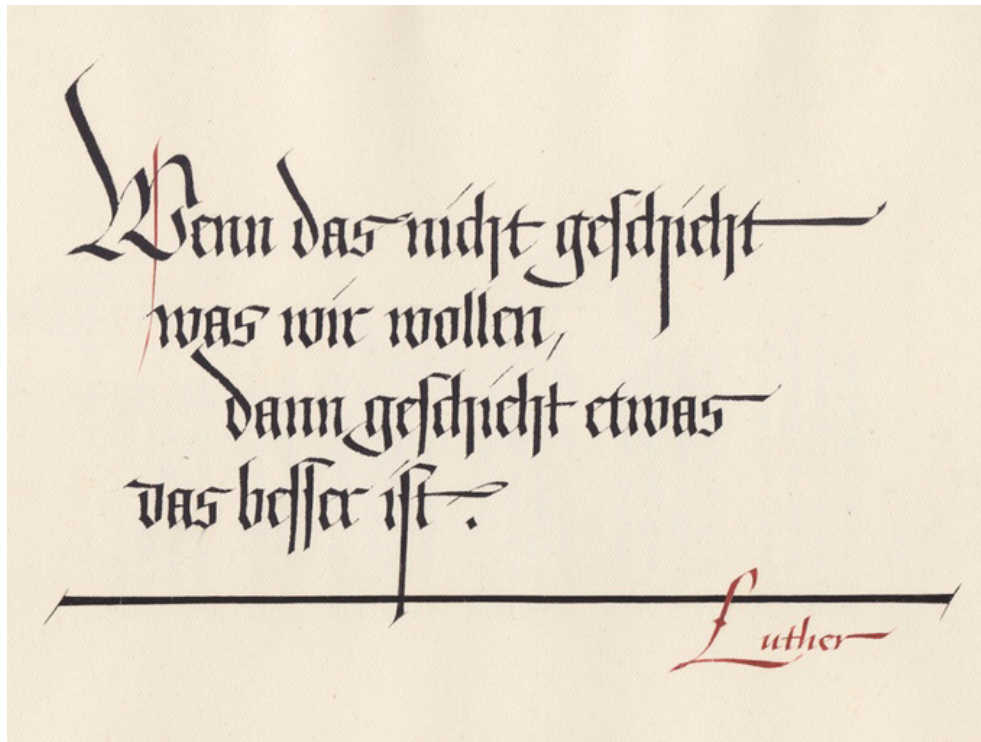 Wenn das nicht geschieht
was wir wollen,
dann geschieht etwas
das besser ist.
Luther